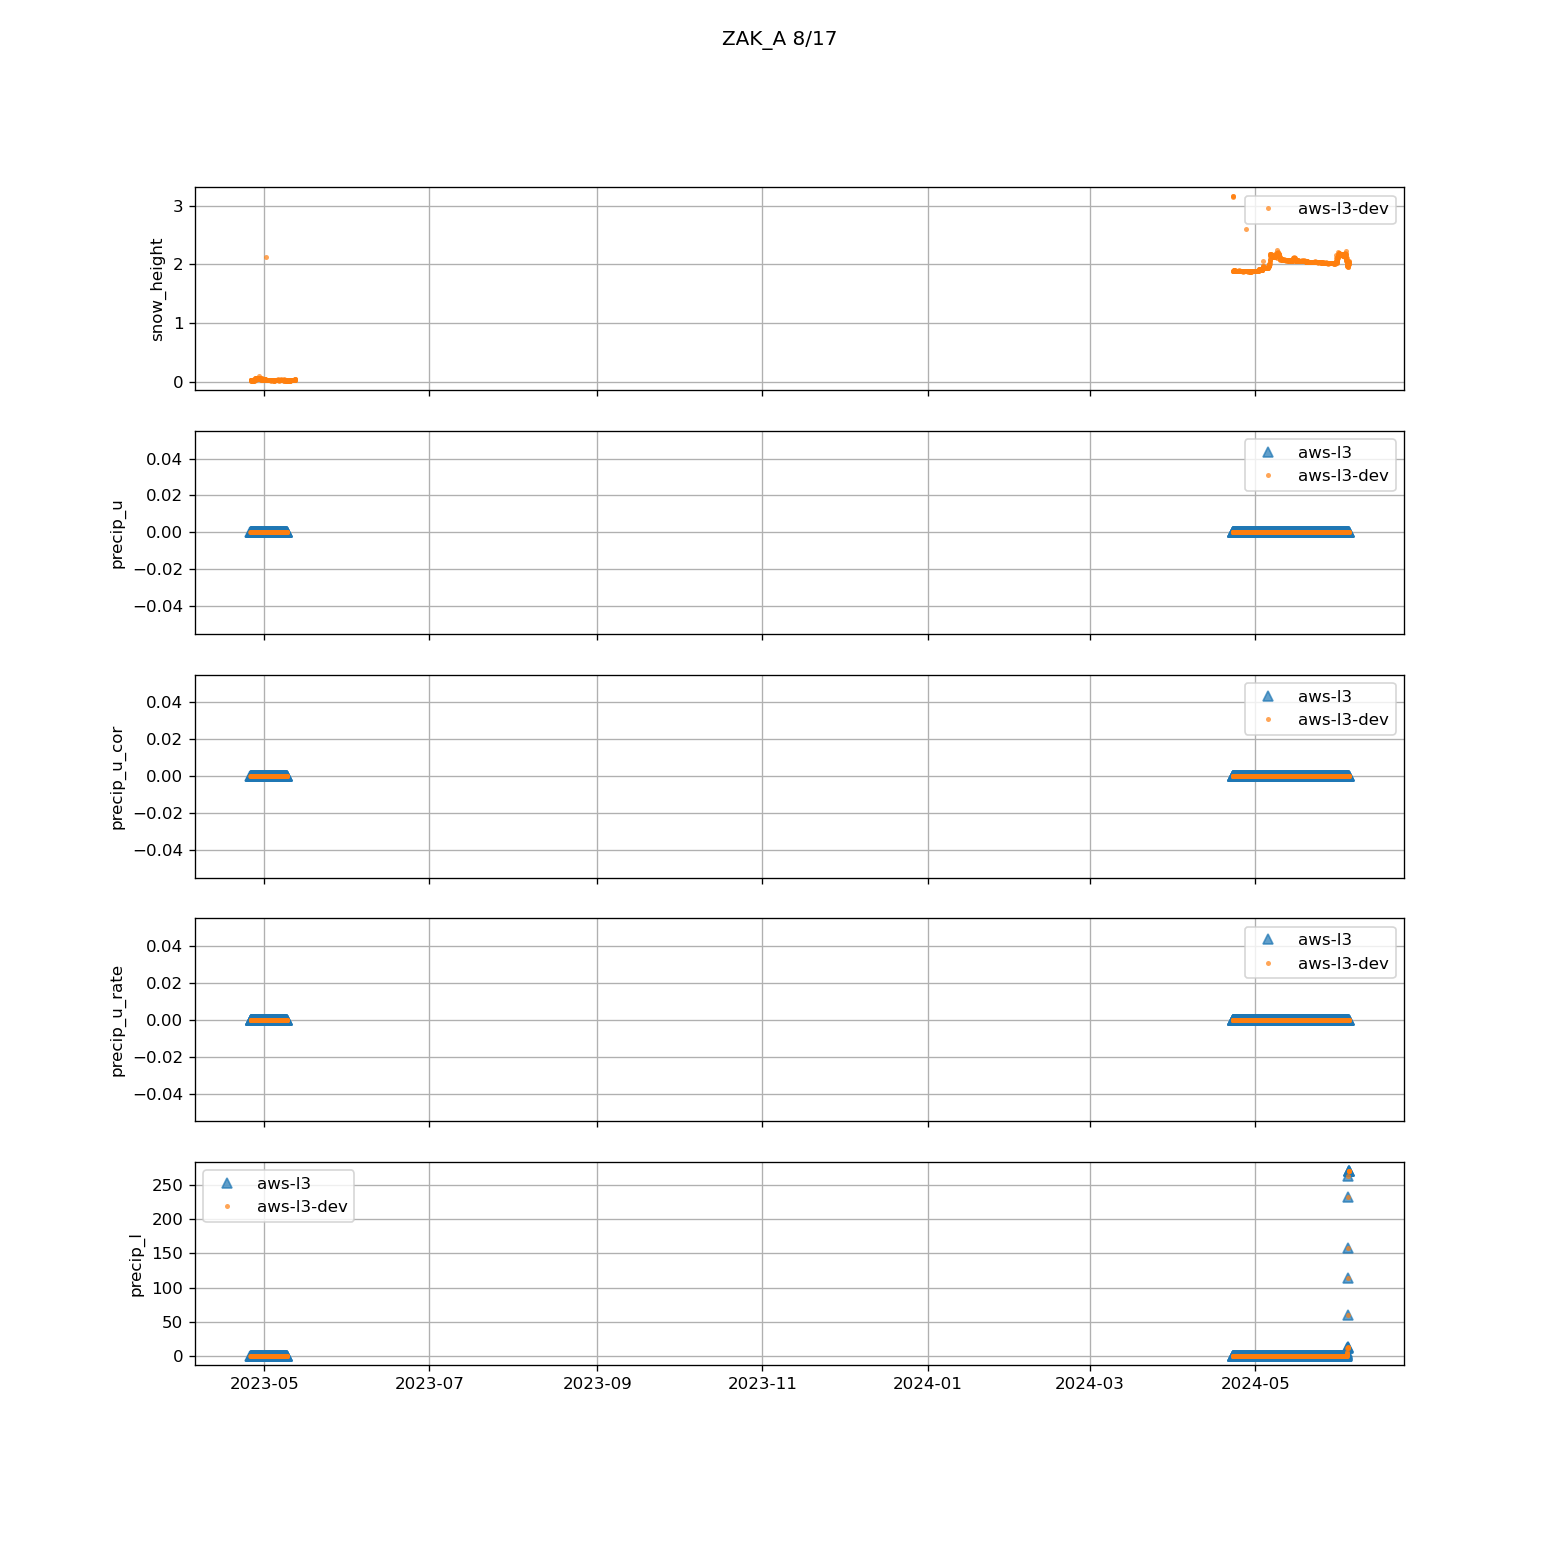 ZAK_A 8/17
snow_height
3
2
1
0
aws-l3-dev
precip_u
0.04
0.02
0.00
−0.02
−0.04
aws-l3
aws-l3-dev
precip_u_cor
0.04
0.02
0.00
−0.02
−0.04
aws-l3
aws-l3-dev
precip_u_rate
0.04
0.02
0.00
−0.02
−0.04
aws-l3
aws-l3-dev
precip_l
250
200
150
100
50
0
aws-l3
aws-l3-dev
2023-05 2023-07 2023-09 2023-11 2024-01 2024-03 2024-05